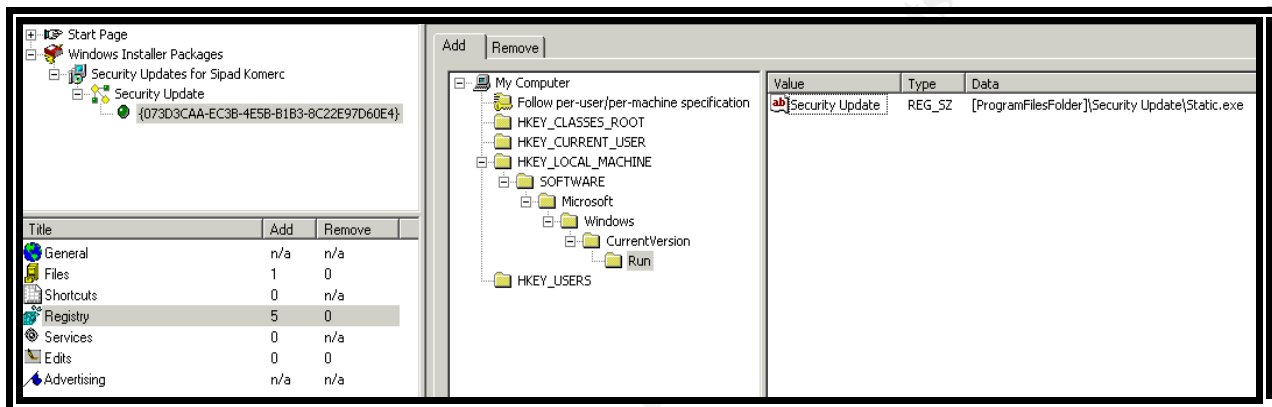 Start Page
Windows Installer Packages
Security Updates for Sipad Komerc
Security Update
{073D3CAA-EC3B-4E5B-B1B3-8C22E97D60E4}
Title Add Remove
General n/a n/a
Files 1 0
Shortcuts 0 n/a
Registry 5 0
Services 0 n/a
Edits 0 0
Advertising n/a n/a
Add Remove
My Computer
Follow per-user/per-machine specification
HKEY_CLASSES_ROOT
HKEY_CURRENT_USER
HKEY_LOCAL_MACHINE
SOFTWARE
Microsoft
Windows
CurrentVersion
Run
HKEY_USERS
Value Type Data
ab Security Update REG_SZ [ProgramFilesFolder]\Security Update\Static.exe